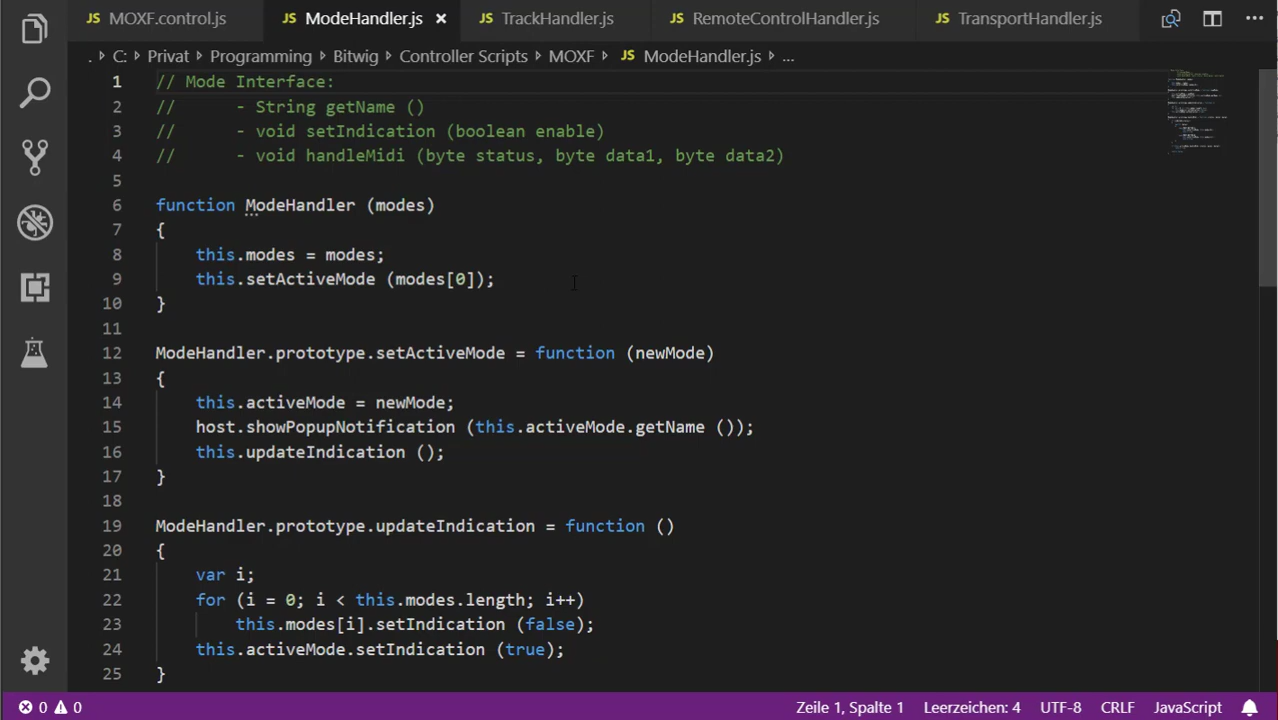 JS MOXF.control.js JS ModeHandler.js × JS TrackHandler.js JS RemoteControlHandler.js JS TransportHandler.js ...
. > C: > Privat > Programming > Bitwig > Controller Scripts > MOXF > JS ModeHandler.js > ...
1 // Mode Interface:
2 //      - String getName ()
3 //      - void setIndication (boolean enable)
4 //      - void handleMidi (byte status, byte data1, byte data2)
5
6 function ModeHandler (modes)
7 {
8     this.modes = modes;
9     this.setActiveMode (modes[0]);
10 }
11
12 ModeHandler.prototype.setActiveMode = function (newMode)
13 {
14     this.activeMode = newMode;
15     host.showPopupNotification (this.activeMode.getName ());
16     this.updateIndication ();
17 }
18
19 ModeHandler.prototype.updateIndication = function ()
20 {
21     var i;
22     for (i = 0; i < this.modes.length; i++)
23         this.modes[i].setIndication (false);
24     this.activeMode.setIndication (true);
25 }
0 0 Zeile 1, Spalte 1 Leerzeichen: 4 UTF-8 CRLF JavaScript